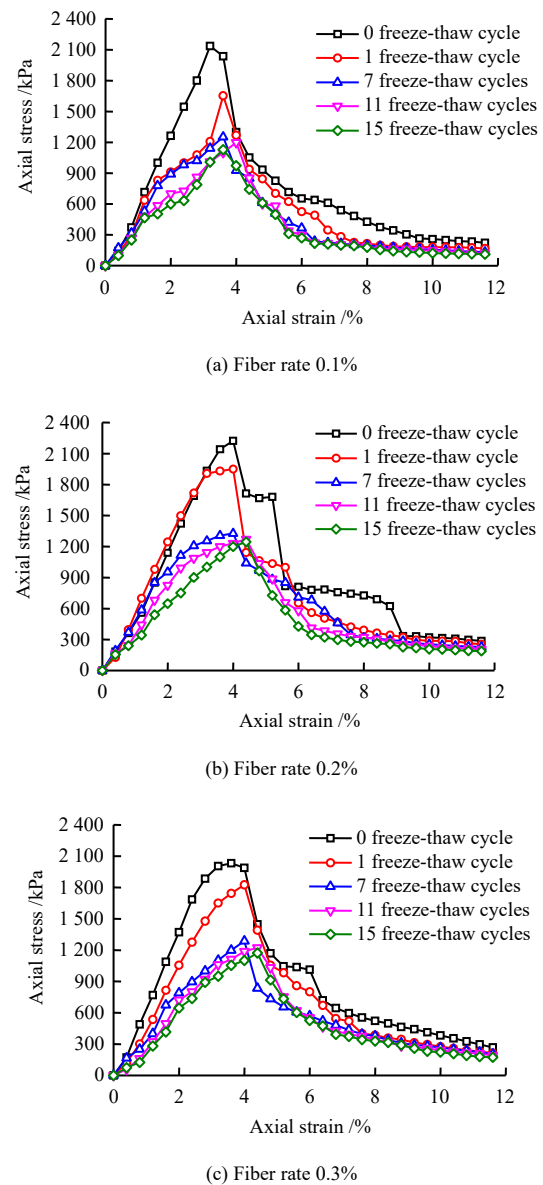 2 400
2 100
1 800
1 500
1 200
900
600
300
0
Axial stress /kPa
0 freeze-thaw cycle
1 freeze-thaw cycle
7 freeze-thaw cycles
11 freeze-thaw cycles
15 freeze-thaw cycles
0 2 4 6 8 10 12
Axial strain /%
(a) Fiber rate 0.1%
2 400
2 100
1 800
1 500
1200
900
600
300
0
Axial stress /kPa
0 freeze-thaw cycle
1 freeze-thaw cycle
7 freeze-thaw cycles
11 freeze-thaw cycles
15 freeze-thaw cycles
0 2 4 6 8 10 12
Axial strain /%
(b) Fiber rate 0.2%
2 400
2 100
1 800
1 500
1 200
900
600
300
0
Axial stress /kPa
0 freeze-thaw cycle
1 freeze-thaw cycle
7 freeze-thaw cycles
11 freeze-thaw cycles
15 freeze-thaw cycles
0 2 4 6 8 10 12
Axial strain /%
(c) Fiber rate 0.3%